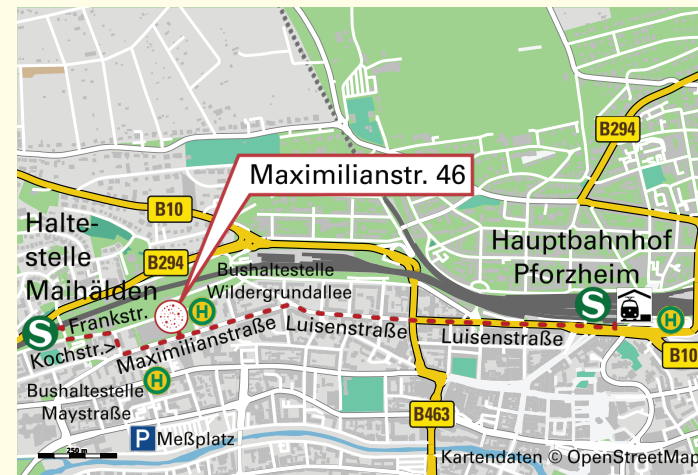 B294
Maximilianstr. 46
B10
Halte-
stelle
Maihälden
B294
Hauptbahnhof
Pforzheim
Bushaltestelle
Wildergrundallee
S
S
H
H
Frankstr.
Kochstr.>
Maximilianstraße
Luisenstraße
Luisenstraße
B10
H
Bushaltestelle
Maystraße
B463
P Meßplatz
250 m
Kartendaten © OpenStreetMap